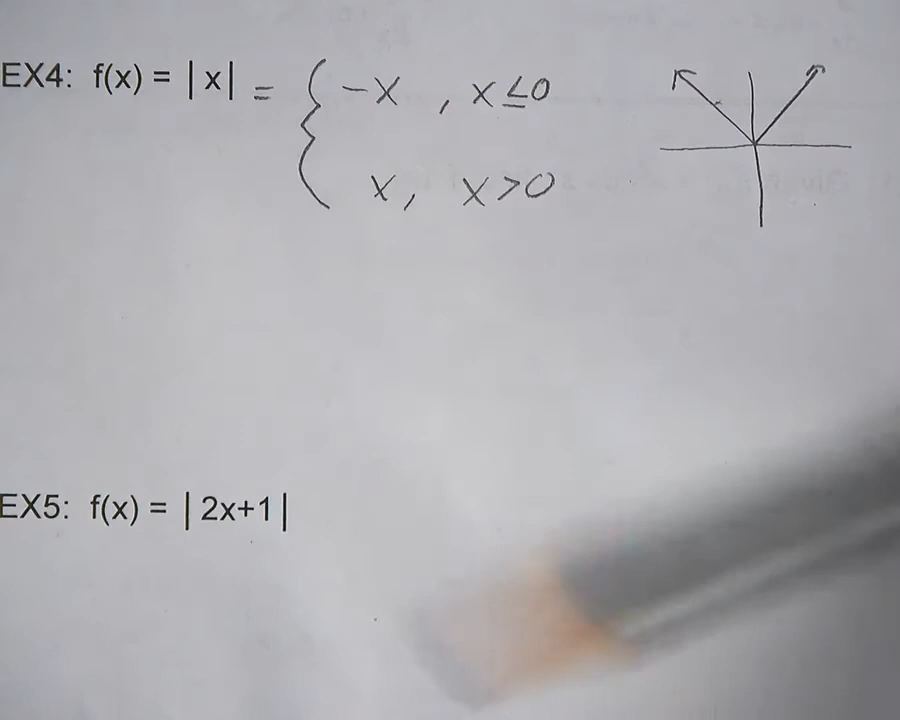 EX4: f(x) = |x| = { -x , x ≤ 0
x, x > 0
EX5: f(x) = |2x+1|